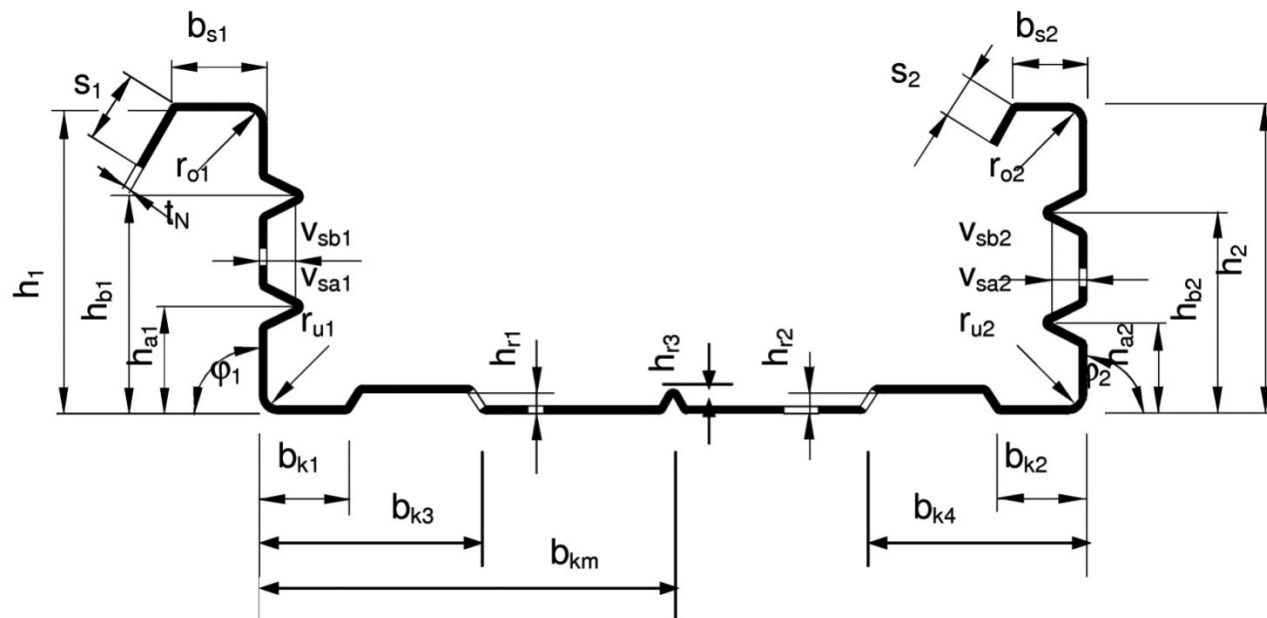 b_s1
b_s2
s_1
s_2
r_o1
r_o2
t_N
v_sb1
v_sb2
h_1
h_b1
v_sa1
v_sa2
h_b2
h_2
h_a1
r_u1
h_r1
h_r3
h_r2
r_u2
h_a2
φ_1
φ_2
b_k1
b_k2
b_k3
b_k4
b_km